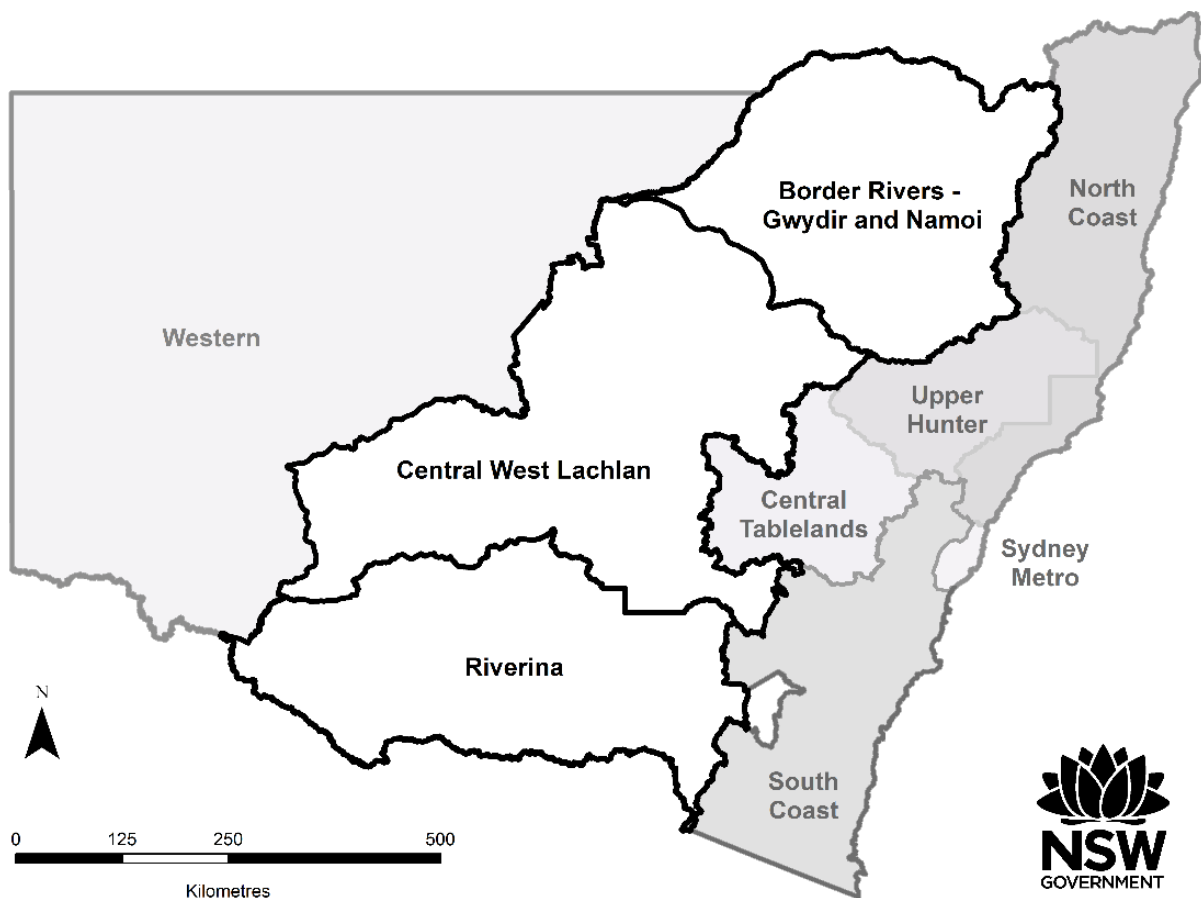 Border Rivers -
Gwydir and Namoi
North
Coast
Western
Upper
Hunter
Central West Lachlan
Central
Tablelands
Sydney
Metro
Riverina
N
South
Coast
0 125 250 500
Kilometres
NSW
GOVERNMENT